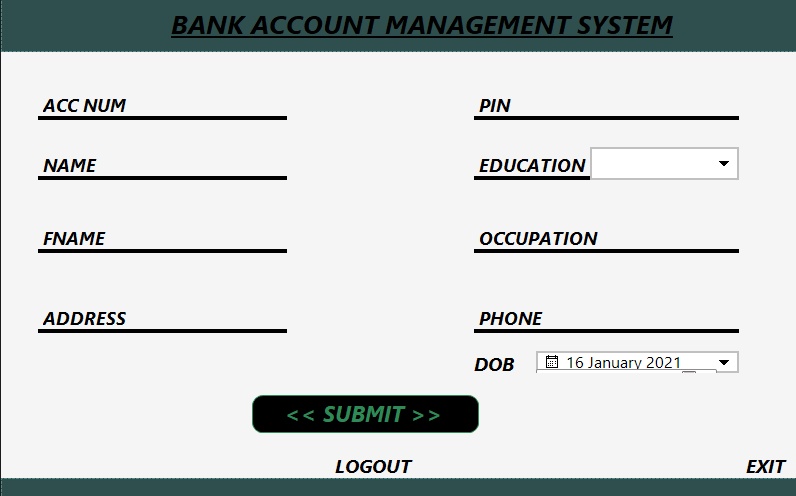 BANK ACCOUNT MANAGEMENT SYSTEM
ACC NUM
PIN
NAME
EDUCATION
FNAME
OCCUPATION
ADDRESS
PHONE
DOB 16 January 2021
<< SUBMIT >>
LOGOUT
EXIT